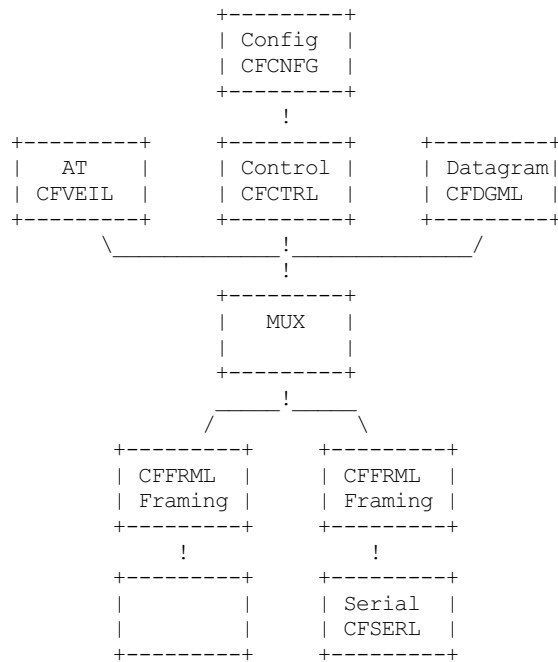 Config
CFCNFG
AT Control Datagram
CFVEIL CFCTRL CFDGML
MUX
CFFRML CFFRML
Framing Framing
Serial
CFSERL